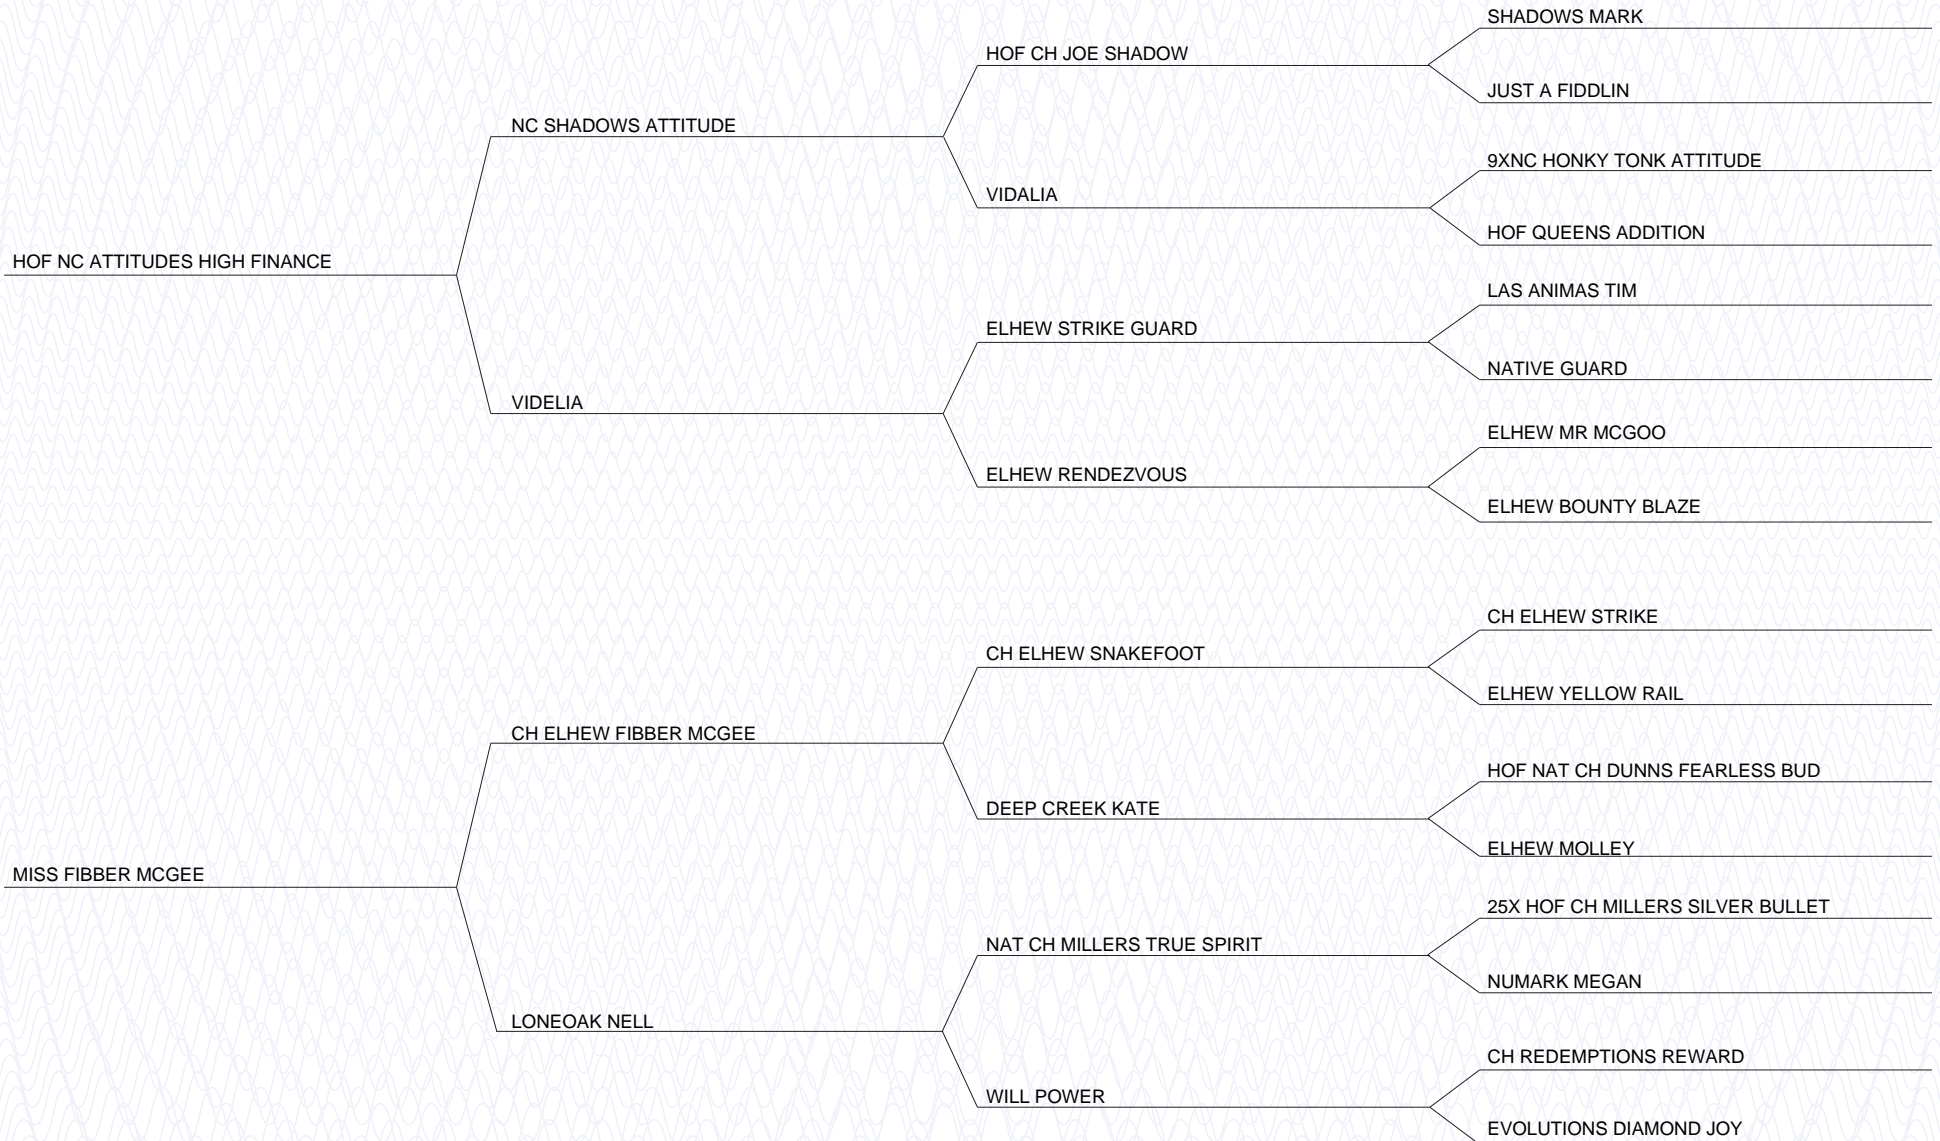 SHADOWS MARK
HOF CH JOE SHADOW
JUST A FIDDLIN
NC SHADOWS ATTITUDE
9XNC HONKY TONK ATTITUDE
VIDALIA
HOF QUEENS ADDITION
HOF NC ATTITUDES HIGH FINANCE
LAS ANIMAS TIM
ELHEW STRIKE GUARD
NATIVE GUARD
VIDELIA
ELHEW MR MCGOO
ELHEW RENDEZVOUS
ELHEW BOUNTY BLAZE
CH ELHEW STRIKE
CH ELHEW SNAKEFOOT
ELHEW YELLOW RAIL
CH ELHEW FIBBER MCGEE
HOF NAT CH DUNNS FEARLESS BUD
DEEP CREEK KATE
ELHEW MOLLEY
MISS FIBBER MCGEE
25X HOF CH MILLERS SILVER BULLET
NAT CH MILLERS TRUE SPIRIT
NUMARK MEGAN
LONEOAK NELL
CH REDEMPTIONS REWARD
WILL POWER
EVOLUTIONS DIAMOND JOY